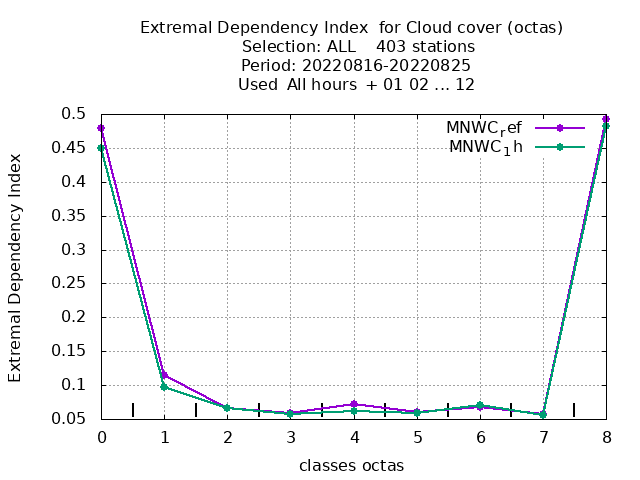 Extremal Dependency Index  for Cloud cover (octas)
Selection: ALL    403 stations
Period: 20220816-20220825
Used  All hours  + 01 02 ... 12
0.5
0.45
0.4
0.35
0.3
0.25
0.2
0.15
0.1
0.05
Extremal Dependency Index
MNWCref
MNWC1h
0 1 2 3 4 5 6 7 8
classes octas